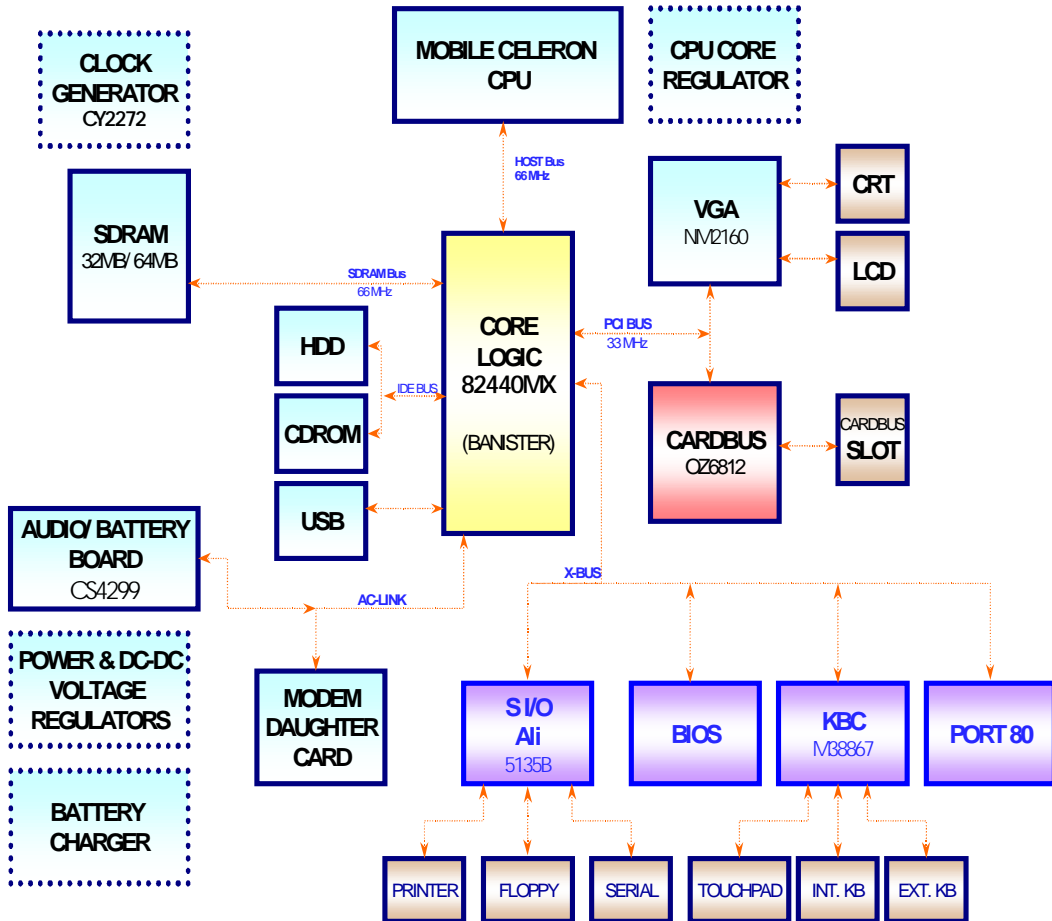 CLOCK
GENERATOR
CY2272
MOBILE CELERON
CPU
CPU CORE
REGULATOR
HOST Bus
66 MHz
SDRAM
32MB/ 64MB
VGA
NM2160
CRT
LCD
SDRAM Bus
66 MHz
CORE
LOGIC
82440MX
(BANISTER)
PCI BUS
33 MHz
HDD
IDE BUS
CDROM
USB
CARDBUS
OZ6812
CARDBUS
SLOT
AUDIO/ BATTERY
BOARD
CS4299
AC-LINK
X-BUS
POWER & DC-DC
VOLTAGE
REGULATORS
MODEM
DAUGHTER
CARD
S I/O
Ali
5135B
BIOS
KBC
M38867
PORT 80
BATTERY
CHARGER
PRINTER
FLOPPY
SERIAL
TOUCHPAD
INT. KB
EXT. KB